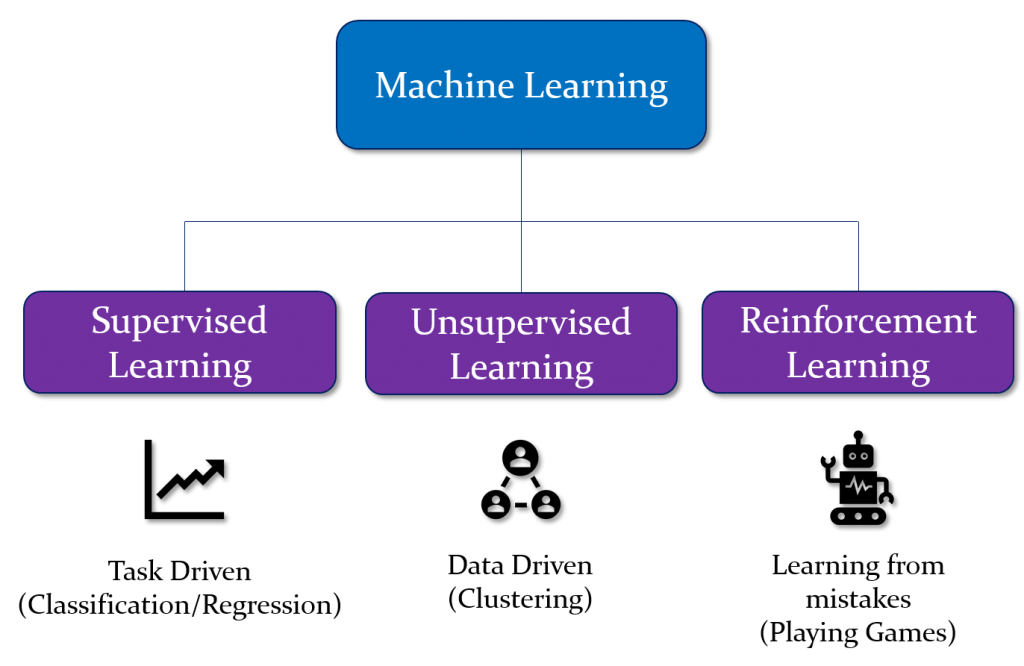 Machine Learning
Supervised
Learning
Unsupervised
Learning
Reinforcement
Learning
Task Driven
(Classification/Regression)
Data Driven
(Clustering)
Learning from
mistakes
(Playing Games)